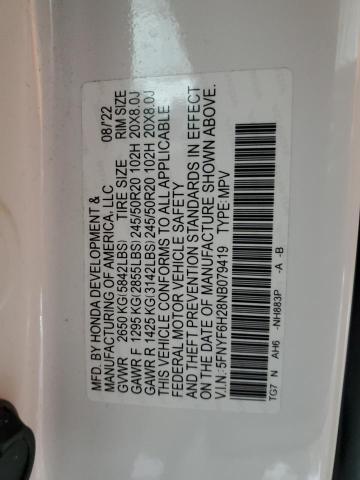 MFD. BY HONDA DEVELOPMENT &
MANUFACTURING OF AMERICA, LLC 08/'22
GVWR 2650 KG(5842LBS) TIRE SIZE RIM SIZE
GAWR F 1295 KG(2855LBS) 245/50R20 102H 20X8.0J
GAWR R 1425 KG(3142LBS) 245/50R20 102H 20X8.0J
THIS VEHICLE CONFORMS TO ALL APPLICABLE
FEDERAL MOTOR VEHICLE SAFETY
AND THEFT PREVENTION STANDARDS IN EFFECT
ON THE DATE OF MANUFACTURE SHOWN ABOVE.
V.I.N.: 5FNYF6H28NB079419 TYPE: MPV
TG7 N AH6 -NH883P -A -B